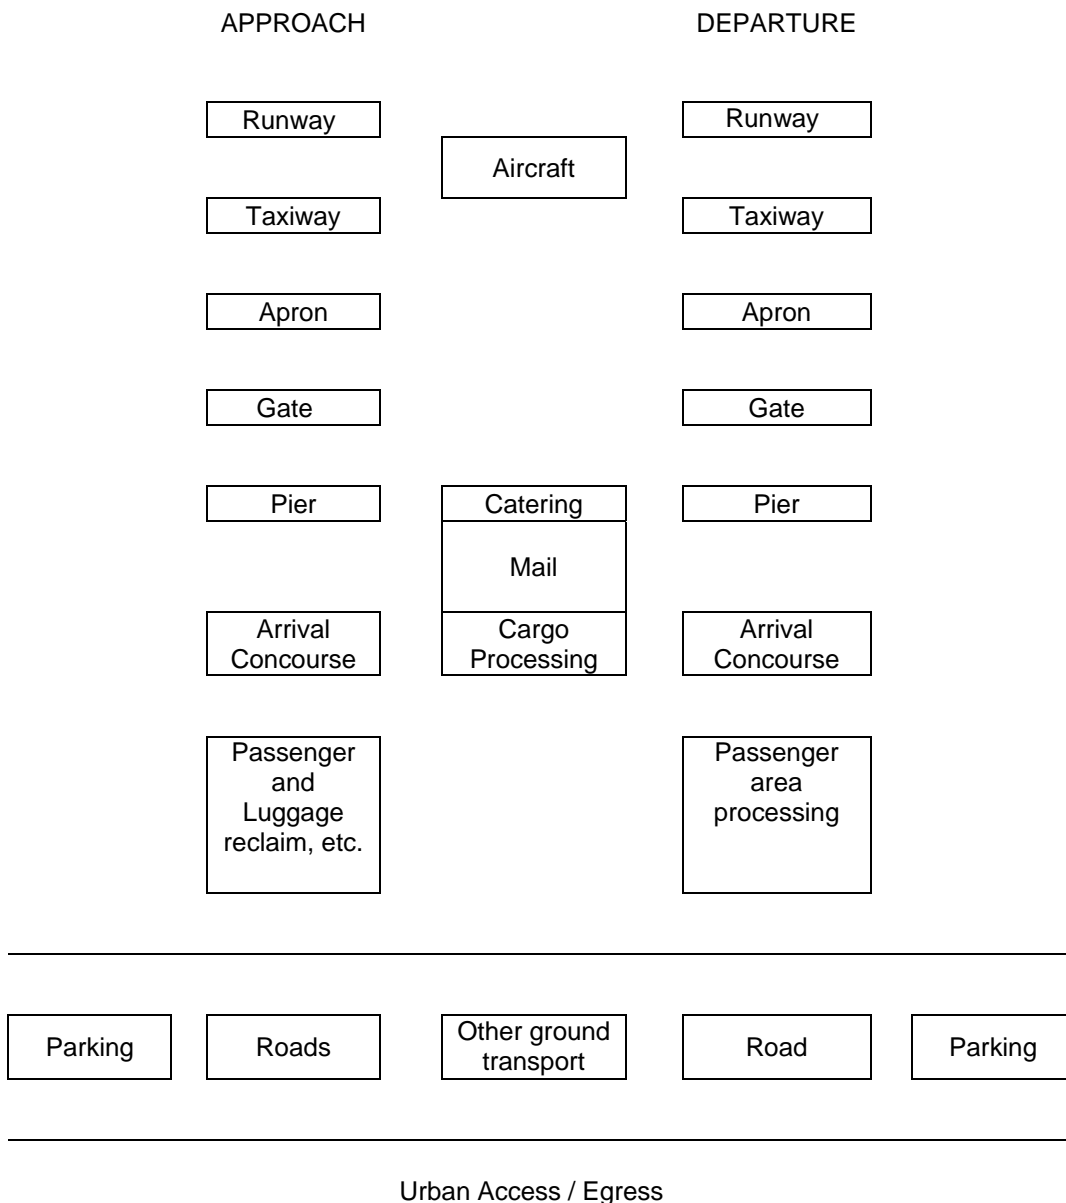 APPROACH
DEPARTURE
Runway
Runway
Aircraft
Taxiway
Taxiway
Apron
Apron
Gate
Gate
Pier
Catering
Pier
Mail
Arrival
Concourse
Cargo
Processing
Arrival
Concourse
Passenger
and
Luggage
reclaim, etc.
Passenger
area
processing
Parking
Roads
Other ground
transport
Road
Parking
Urban Access / Egress